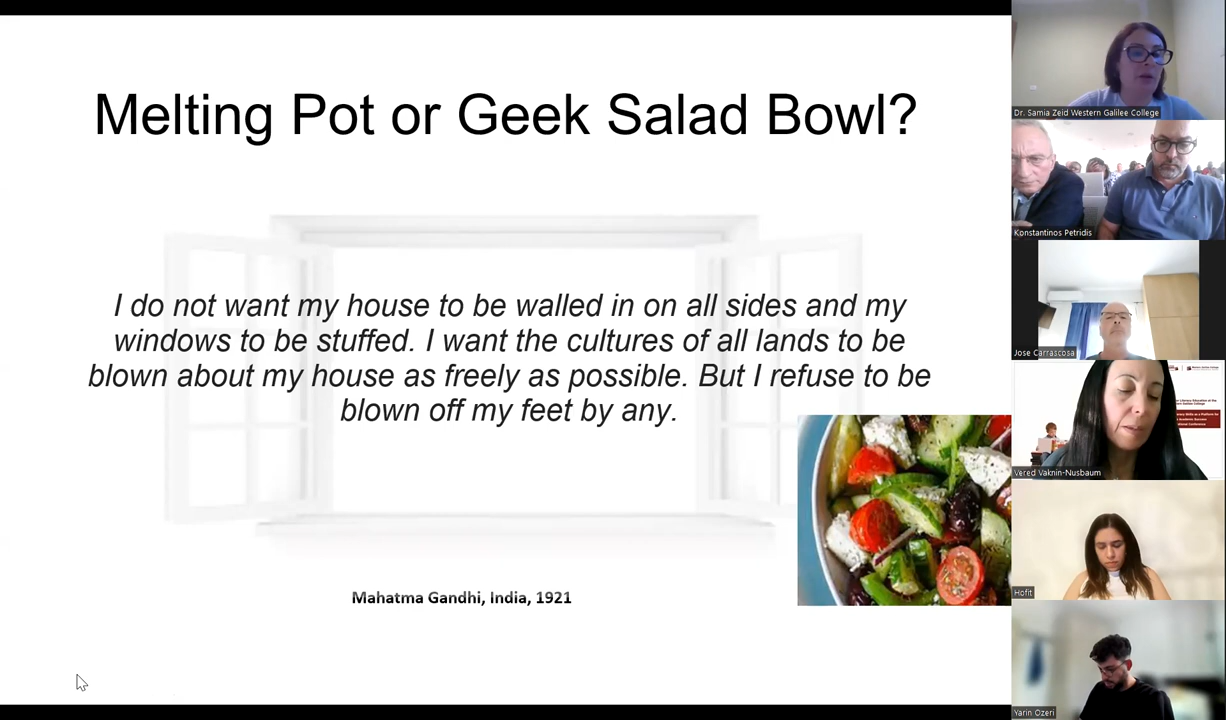 Melting Pot or Geek Salad Bowl?
I do not want my house to be walled in on all sides and my
windows to be stuffed. I want the cultures of all lands to be
blown about my house as freely as possible. But I refuse to be
blown off my feet by any.
Mahatma Gandhi, India, 1921
Dr. Samia Zeid Western Galilee College
Konstantinos Petridis
Jose Carrascosa
Vered Vaknin-Nusbaum
Hofit
Yarin Ozeri